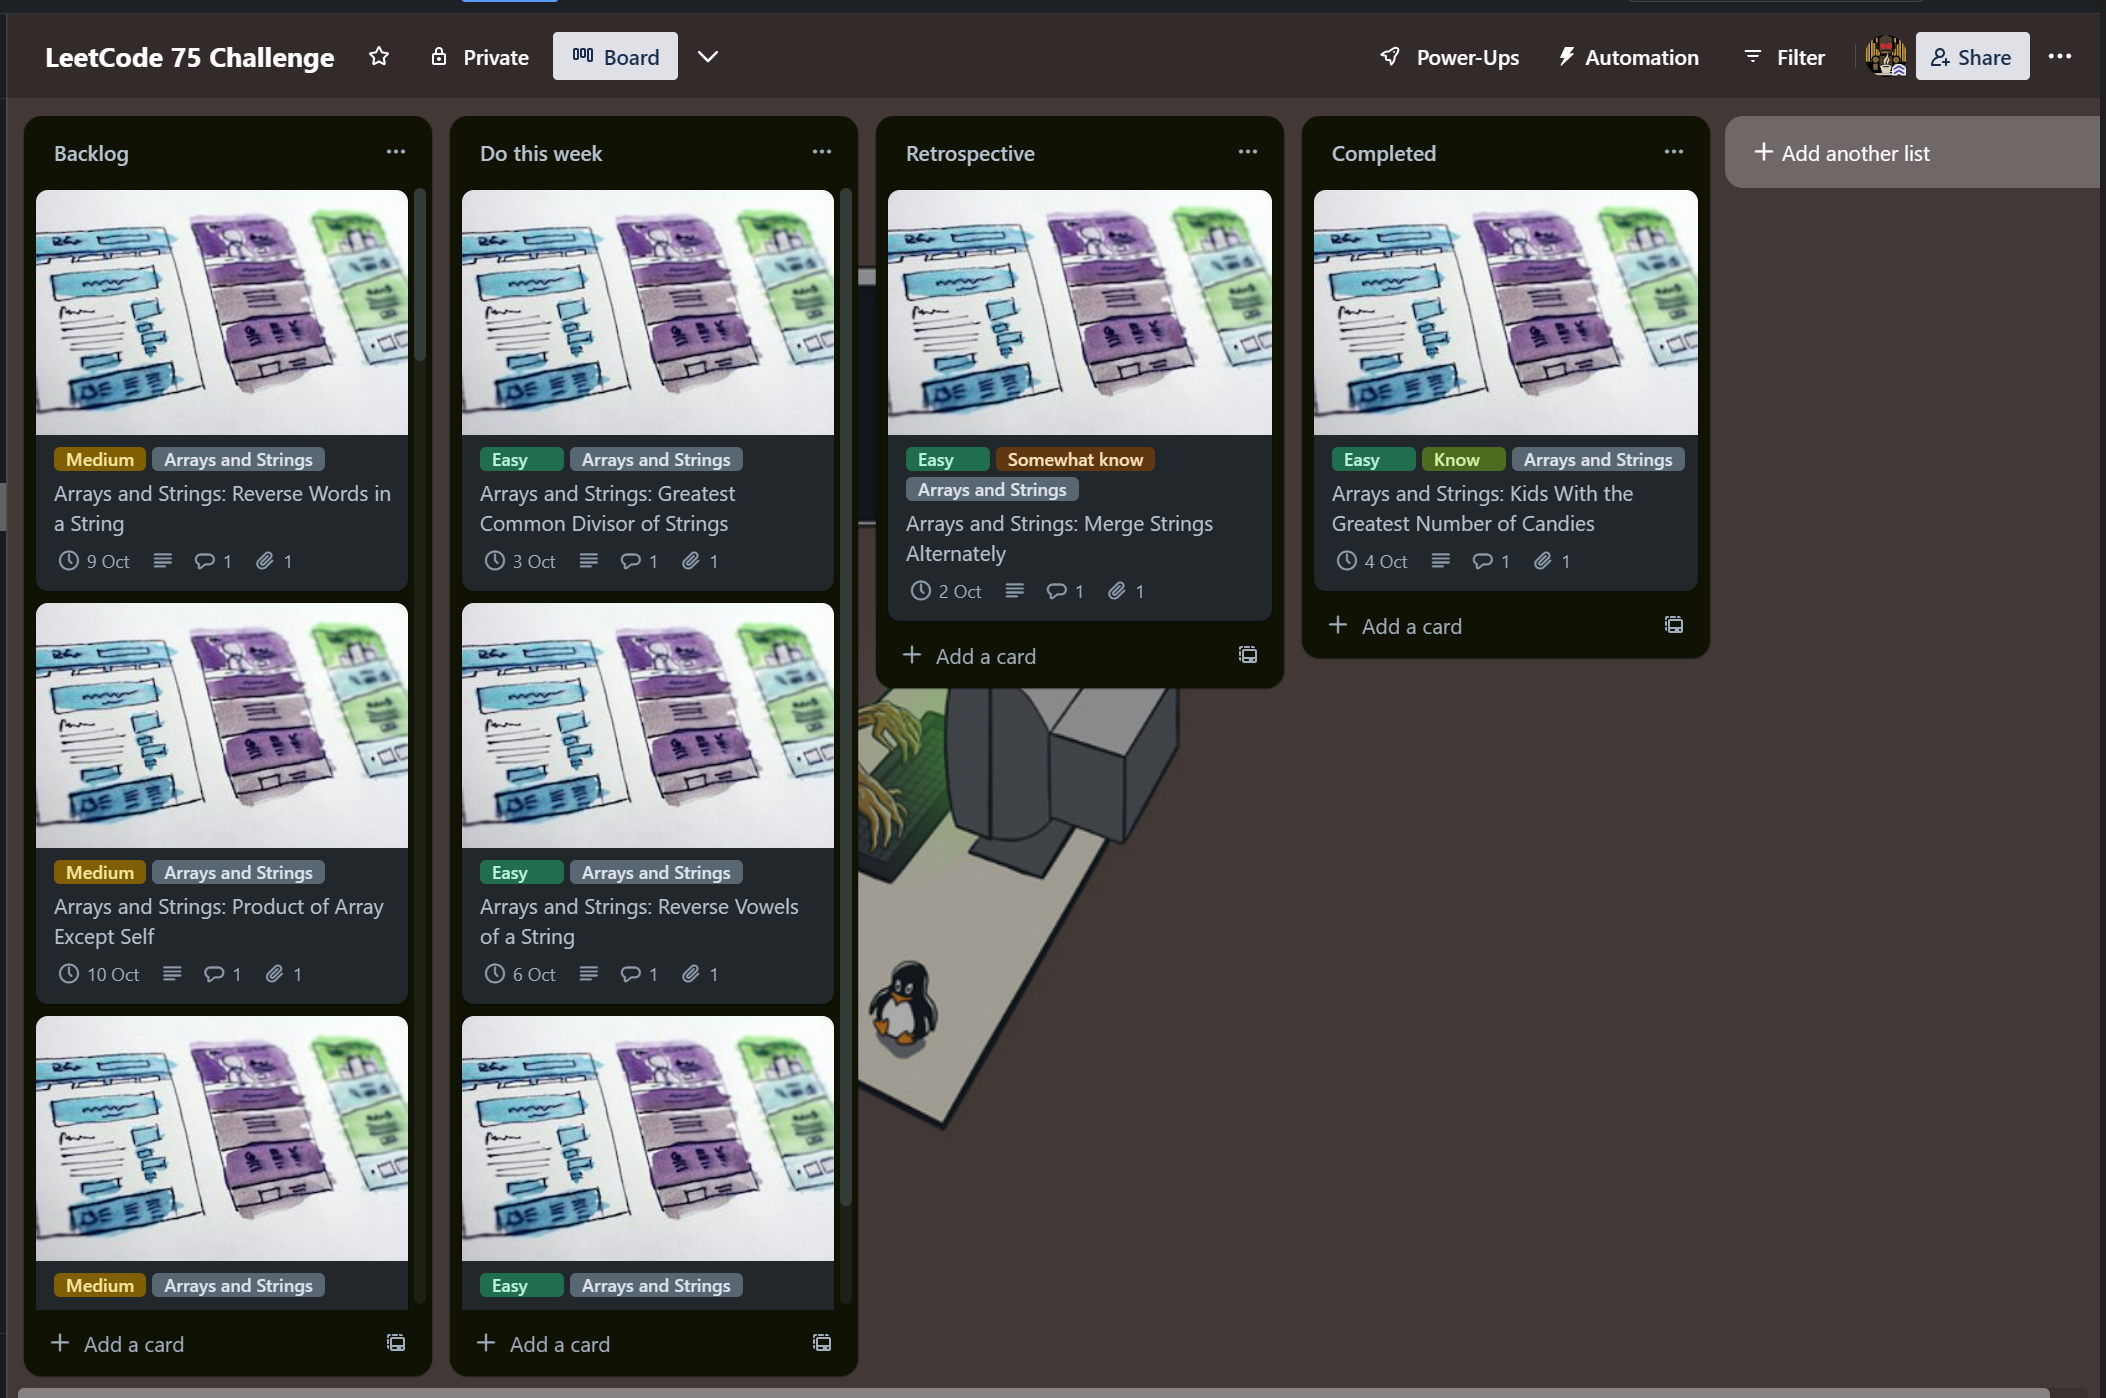 LeetCode 75 Challenge
Private
Board
Power-Ups
Automation
Filter
Share
Backlog
Medium
Arrays and Strings
Arrays and Strings: Reverse Words in
a String
9 Oct
1
1
Medium
Arrays and Strings
Arrays and Strings: Product of Array
Except Self
10 Oct
1
1
Medium
Arrays and Strings
Add a card
Do this week
Easy
Arrays and Strings
Arrays and Strings: Greatest
Common Divisor of Strings
3 Oct
1
1
Easy
Arrays and Strings
Arrays and Strings: Reverse Vowels
of a String
6 Oct
1
1
Easy
Arrays and Strings
Add a card
Retrospective
Easy
Somewhat know
Arrays and Strings
Arrays and Strings: Merge Strings
Alternately
2 Oct
1
1
Add a card
Completed
Easy
Know
Arrays and Strings
Arrays and Strings: Kids With the
Greatest Number of Candies
4 Oct
1
1
Add a card
Add another list